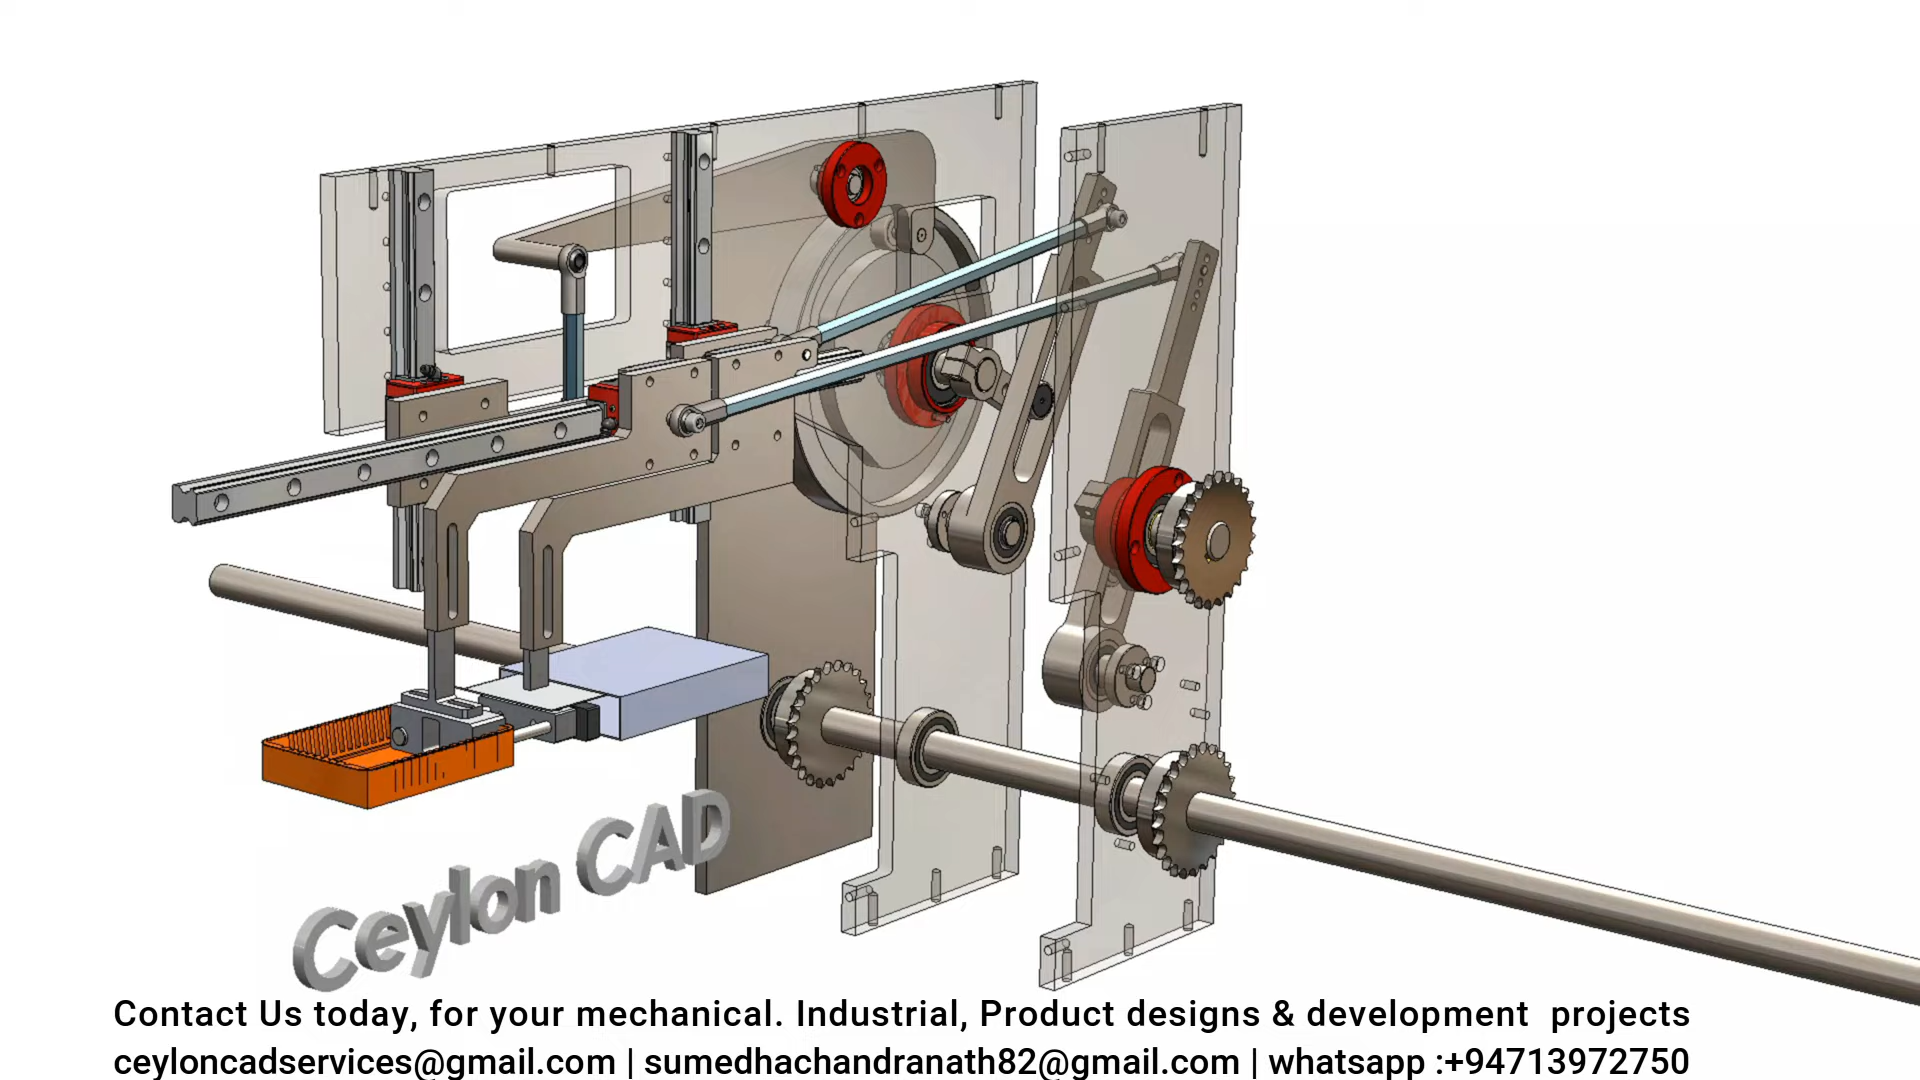 Ceylon CAD
Contact Us today, for your mechanical. Industrial, Product designs & development  projects
ceyloncadservices@gmail.com | sumedhachandranath82@gmail.com | whatsapp :+94713972750